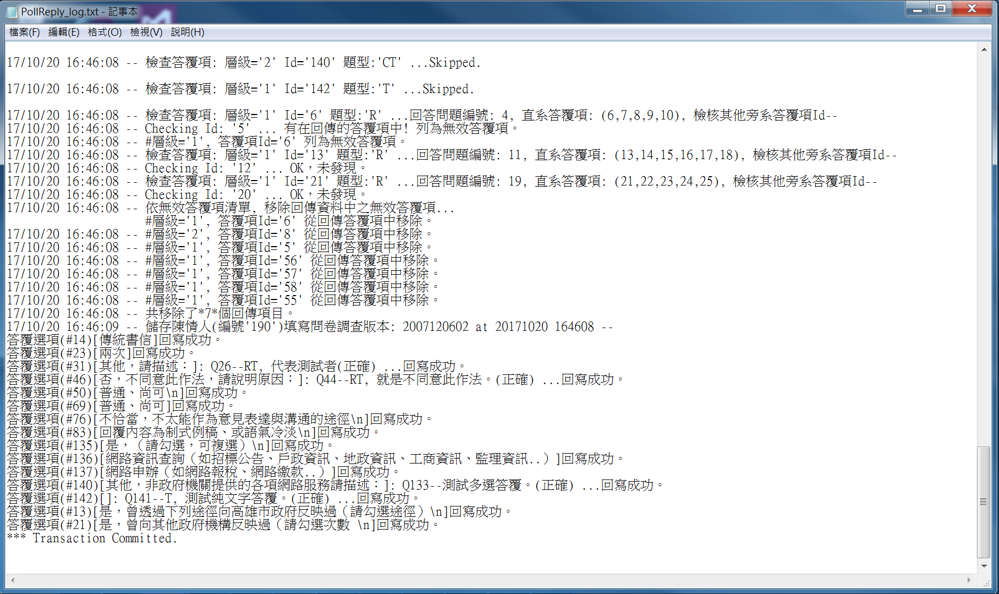 PollReply_log.txt - 記事本
檔案(F) 編輯(E) 格式(O) 檢視(V) 說明(H)
17/10/20 16:46:08 -- 檢查答覆項: 層級='2' Id='140' 題型:'CT' ...Skipped.
17/10/20 16:46:08 -- 檢查答覆項: 層級='1' Id='142' 題型:'T' ...Skipped.
17/10/20 16:46:08 -- 檢查答覆項: 層級='1' Id='6' 題型:'R' ...回答問題編號: 4, 直系答覆項: (6,7,8,9,10), 檢核其他旁系答覆項Id--
17/10/20 16:46:08 -- Checking Id: '5' ... 有在回傳的答覆項中! 列為無效答覆項。
17/10/20 16:46:08 -- #層級='1', 答覆項Id='6' 列為無效答覆項。
17/10/20 16:46:08 -- 檢查答覆項: 層級='1' Id='13' 題型:'R' ...回答問題編號: 11, 直系答覆項: (13,14,15,16,17,18), 檢核其他旁系答覆項Id--
17/10/20 16:46:08 -- Checking Id: '12' ... OK，未發現。
17/10/20 16:46:08 -- 檢查答覆項: 層級='1' Id='21' 題型:'R' ...回答問題編號: 19, 直系答覆項: (21,22,23,24,25), 檢核其他旁系答覆項Id--
17/10/20 16:46:08 -- Checking Id: '20' ... OK，未發現。
17/10/20 16:46:08 -- 依無效答覆項清單, 移除回傳資料中之無效答覆項...
#層級='1', 答覆項Id='6' 從回傳答覆項中移除。
17/10/20 16:46:08 -- #層級='2', 答覆項Id='8' 從回傳答覆項中移除。
17/10/20 16:46:08 -- #層級='1', 答覆項Id='5' 從回傳答覆項中移除。
17/10/20 16:46:08 -- #層級='1', 答覆項Id='56' 從回傳答覆項中移除。
17/10/20 16:46:08 -- #層級='1', 答覆項Id='57' 從回傳答覆項中移除。
17/10/20 16:46:08 -- #層級='1', 答覆項Id='58' 從回傳答覆項中移除。
17/10/20 16:46:08 -- #層級='1', 答覆項Id='55' 從回傳答覆項中移除。
17/10/20 16:46:08 -- 共移除了*7*個回傳項目。
17/10/20 16:46:09 -- 儲存陳情人(編號'190')填寫問卷調查版本: 2007120602 at 20171020 164608 --
答覆選項(#14)[傳統書信]回寫成功。
答覆選項(#23)[兩次]回寫成功。
答覆選項(#31)[其他，請描述：]: Q26--RT, 代表測試者(正確) ...回寫成功。
答覆選項(#46)[否，不同意此作法，請說明原因：]: Q44--RT, 就是不同意此作法。(正確) ...回寫成功。
答覆選項(#50)[普通、尚可\n]回寫成功。
答覆選項(#69)[普通、尚可]回寫成功。
答覆選項(#76)[不恰當，不太能作為意見表達與溝通的途徑\n]回寫成功。
答覆選項(#83)[回覆內容為制式例稿、或語氣冷淡\n]回寫成功。
答覆選項(#135)[是，（請勾選，可複選）\n]回寫成功。
答覆選項(#136)[網路資訊查詢（如招標公告、戶政資訊、地政資訊、工商資訊、監理資訊..）]回寫成功。
答覆選項(#137)[網路申辦（如網路報稅、網路繳款..）]回寫成功。
答覆選項(#140)[其他，非政府機關提供的各項網路服務請描述：]: Q133--測試多選答覆。(正確) ...回寫成功。
答覆選項(#142)[]: Q141--T, 測試純文字答覆。(正確) ...回寫成功。
答覆選項(#13)[是，曾透過下列途徑向高雄市政府反映過（請勾選途徑）\n]回寫成功。
答覆選項(#21)[是，曾向其他政府機構反映過（請勾選次數 \n]回寫成功。
*** Transaction Committed.